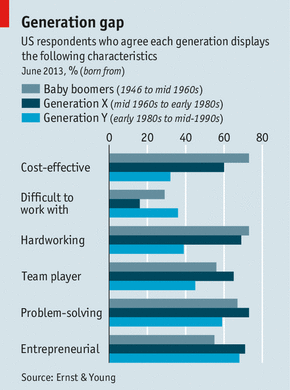 Generation gap
US respondents who agree each generation displays
the following characteristics
June 2013, % (born from)
Baby boomers (1946 to mid 1960s)
Generation X (mid 1960s to early 1980s)
Generation Y (early 1980s to mid-1990s)
0 20 40 60 80
Cost-effective
Difficult to
work with
Hardworking
Team player
Problem-solving
Entrepreneurial
Source: Ernst & Young